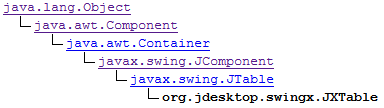 java.lang.Object
java.awt.Component
java.awt.Container
javax.swing.JComponent
javax.swing.JTable
org.jdesktop.swingx.JXTable